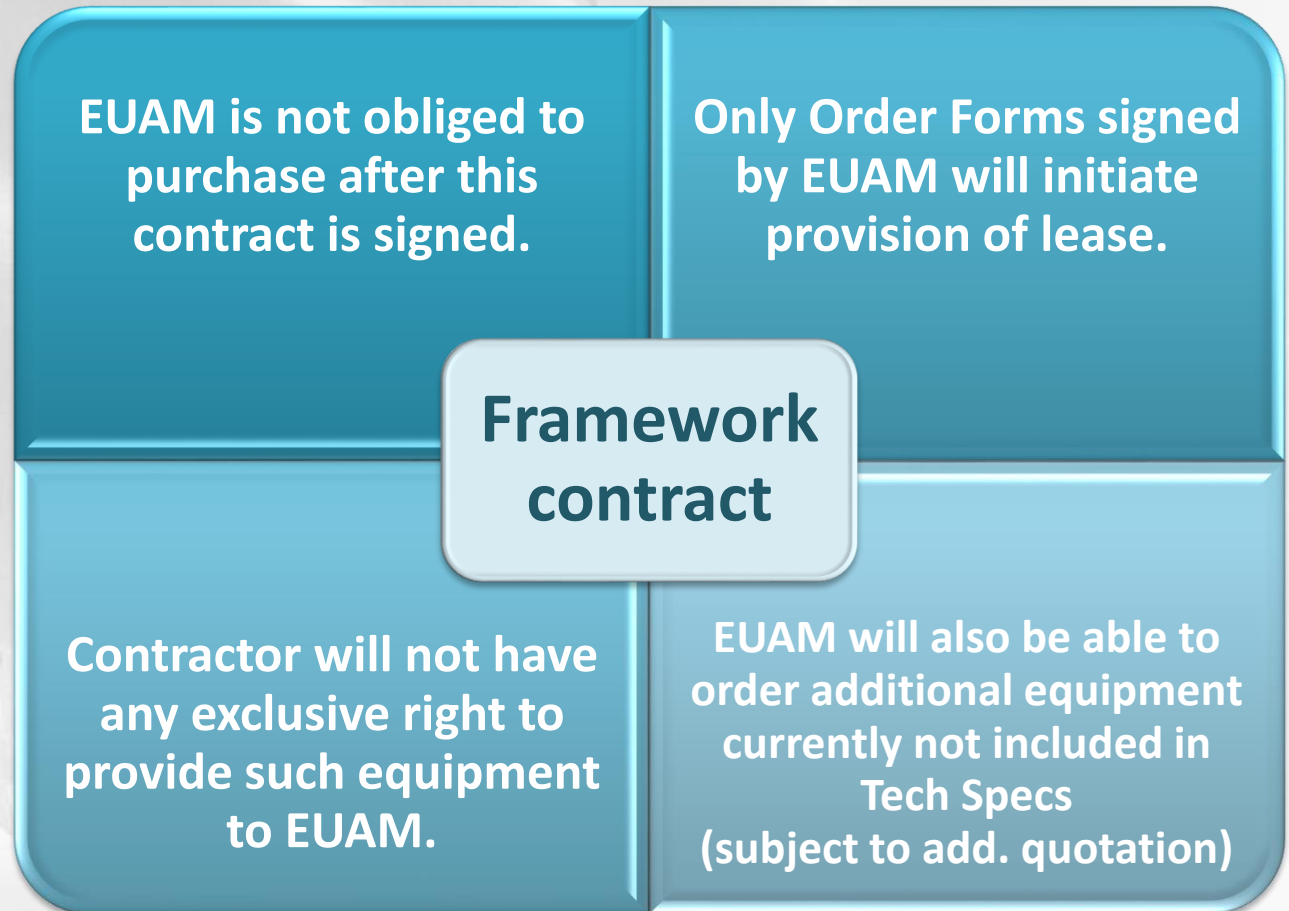 EUAM is not obliged to
purchase after this
contract is signed.
Only Order Forms signed
by EUAM will initiate
provision of lease.
Framework
contract
Contractor will not have
any exclusive right to
provide such equipment
to EUAM.
EUAM will also be able to
order additional equipment
currently not included in
Tech Specs
(subject to add. quotation)